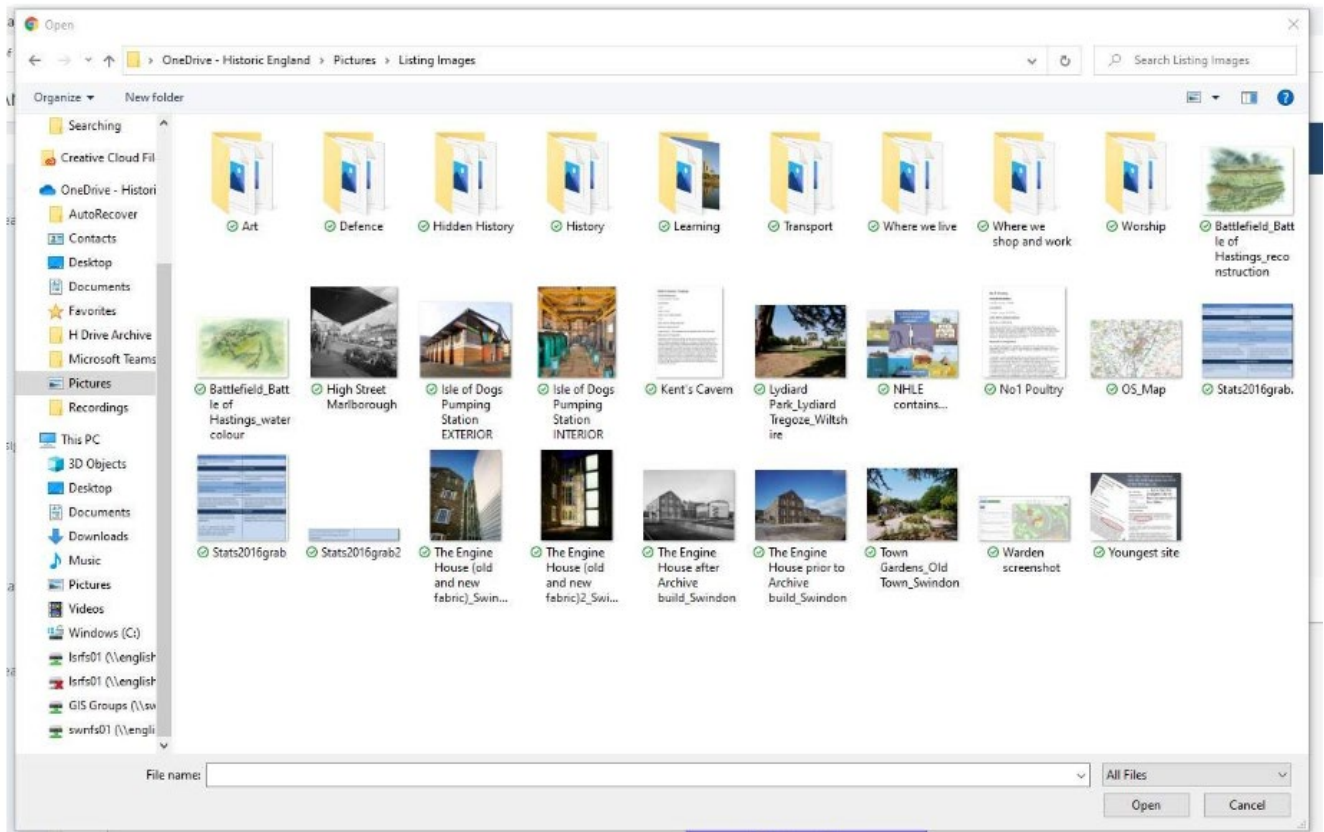 Open
OneDrive - Historic England > Pictures > Listing Images
Search Listing Images
Organize
New folder
Searching
Creative Cloud Fil
OneDrive - Histori
AutoRecover
Contacts
Desktop
Documents
Favorites
H Drive Archive
Microsoft Teams
Pictures
Recordings
This PC
3D Objects
Desktop
Documents
Downloads
Music
Pictures
Videos
Windows (C:)
lsrfs01 (\\english
lsrfs01 (\\english
GIS Groups (\\sw
swnfs01 (\\engli
Art
Defence
Hidden History
History
Learning
Transport
Where we live
Where we
shop and work
Worship
Battlefield_Batt
le of
Hastings_reco
nstruction
Battlefield_Batt
le of
Hastings_water
colour
High Street
Marlborough
Isle of Dogs
Pumping
Station
EXTERIOR
Isle of Dogs
Pumping
Station
INTERIOR
Kent's Cavern
Lydiard
Park_Lydiard
Tregoze_Wiltsh
ire
NHLE
contains...
No1 Poultry
OS_Map
Stats2016grab.
Stats2016grab
Stats2016grab2
The Engine
House (old
and new
fabric)_Swin...
The Engine
House (old
and new
fabric)2_Swi...
The Engine
House after
Archive
build_Swindon
The Engine
House prior to
Archive
build_Swindon
Town
Gardens_Old
Town_Swindon
Warden
screenshot
Youngest site
File name:
All Files
Open
Cancel